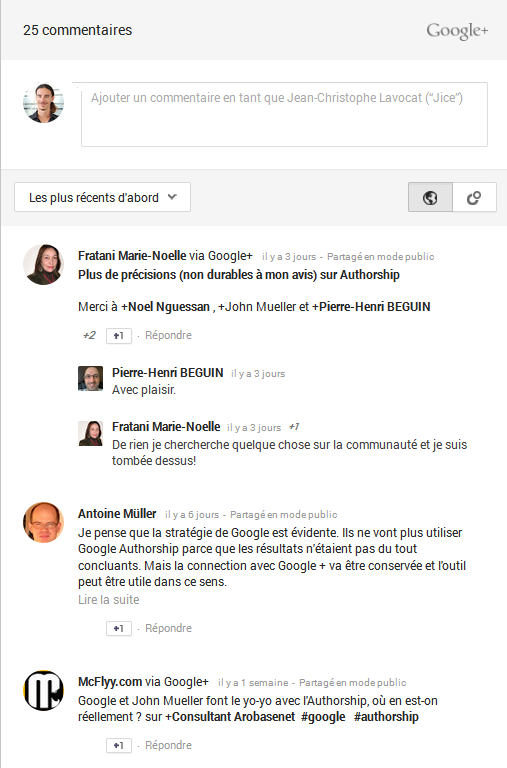 25 commentaires
Google+
Ajouter un commentaire en tant que Jean-Christophe Lavocat ("Jice")
Les plus récents d'abord
Fratani Marie-Noelle via Google+ il y a 3 jours - Partagé en mode public
Plus de précisions (non durables à mon avis) sur Authorship
Merci à +Noel Nguessan , +John Mueller et +Pierre-Henri BEGUIN
+2 +1 · Répondre
Pierre-Henri BEGUIN il y a 3 jours
Avec plaisir.
Fratani Marie-Noelle il y a 3 jours +1
De rien je chercherche quelque chose sur la communauté et je suis
tombée dessus!
Antoine Müller il y a 6 jours - Partagé en mode public
Je pense que la stratégie de Google est évidente. Ils ne vont plus utiliser
Google Authorship parce que les résultats n'étaient pas du tout
concluants. Mais la connection avec Google + va être conservée et l'outil
peut être utile dans ce sens.
Lire la suite
+1 · Répondre
McFlyy.com via Google+ il y a 1 semaine - Partagé en mode public
Google et John Mueller font le yo-yo avec l'Authorship, où en est-on
réellement ? sur +Consultant Arobasenet #google #authorship
+1 · Répondre